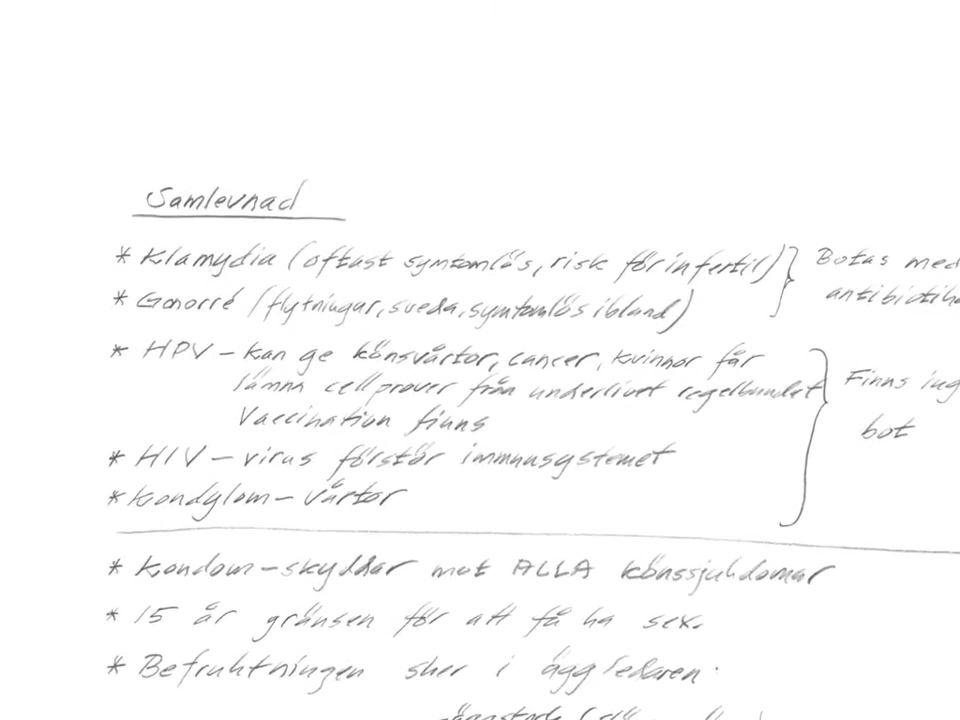 Samlevnad
* Klamydia (oftast symtomlös, risk för infertil) } Botas med
* Gonorré (flytningar, sveda, symtomlös ibland) antibiotika
* HPV - kan ge könsvårtor, cancer, kvinnor får
lämna cellprover från underlivet regelbundet } Finns ing
Vaccination finns bot
* HIV - virus förstör immunsystemet
* Kondylom - vårtor
* Kondom - skyddar mot ALLA könssjukdomar
* 15 år gränsen för att få ha sex.
* Befruktningen sker i äggledaren.